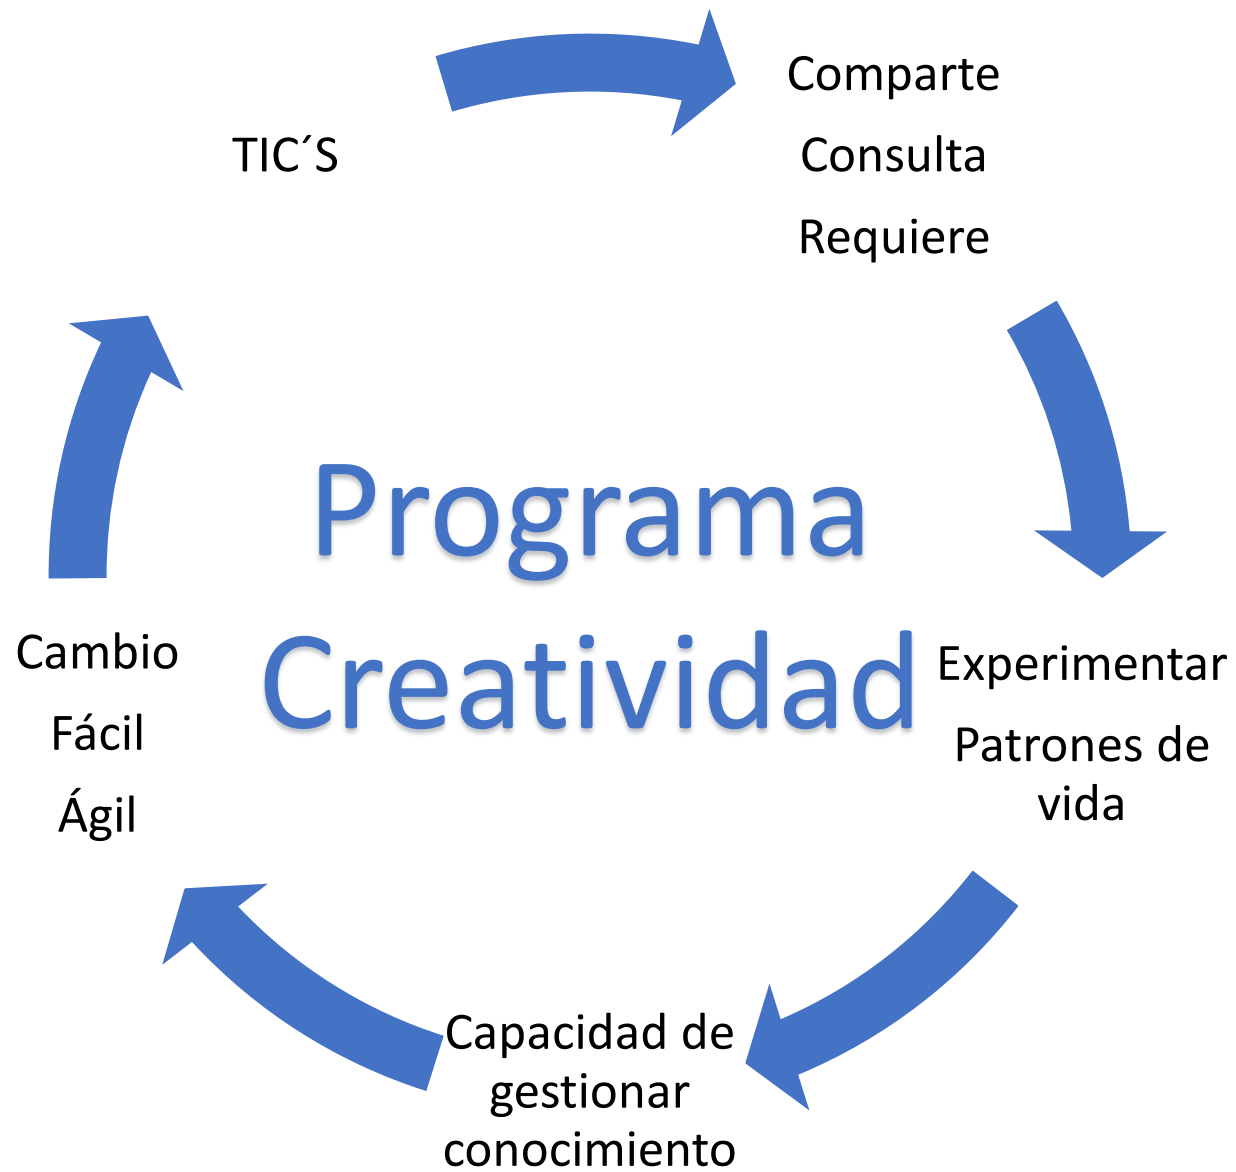 TIC´S
Comparte
Consulta
Requiere
Programa
Creatividad
Experimentar
Patrones de
vida
Capacidad de
gestionar
conocimiento
Cambio
Fácil
Ágil